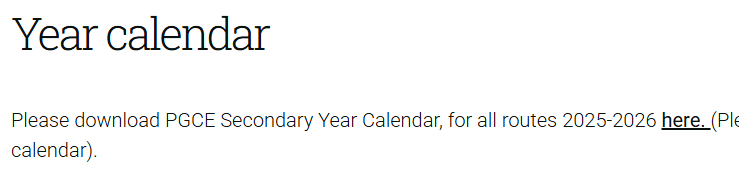 Year calendar
Please download PGCE Secondary Year Calendar, for all routes 2025-2026 here. (Ple
calendar).